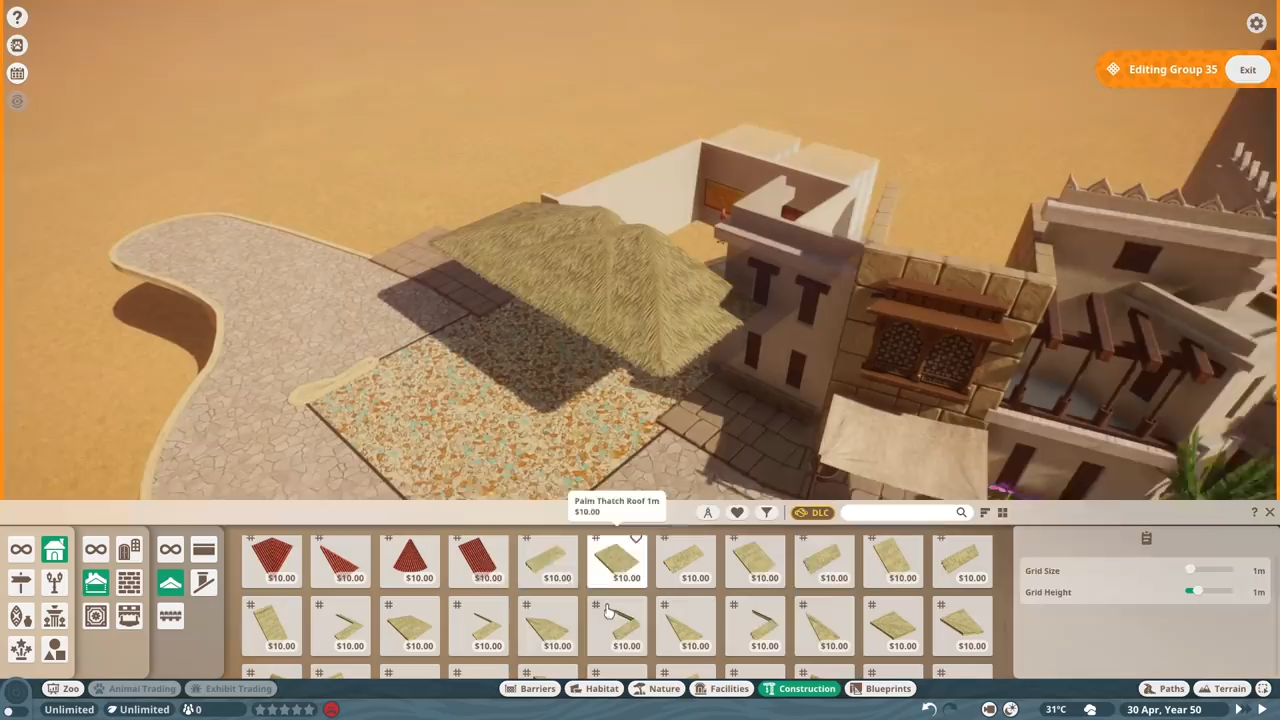 ?
Editing Group 35
Exit
Palm Thatch Roof 1m
$10.00
DLC
? ×
$10.00 $10.00 $10.00 $10.00 $10.00 $10.00 $10.00 $10.00 $10.00 $10.00 $10.00
Grid Size 1m
Grid Height 1m
$10.00 $10.00 $10.00 $10.00 $10.00 $10.00 $10.00 $10.00 $10.00 $10.00 $10.00
Zoo Animal Trading Exhibit Trading Barriers Habitat Nature Facilities Construction Blueprints Paths Terrain
Unlimited Unlimited 0 31°C 30 Apr, Year 50